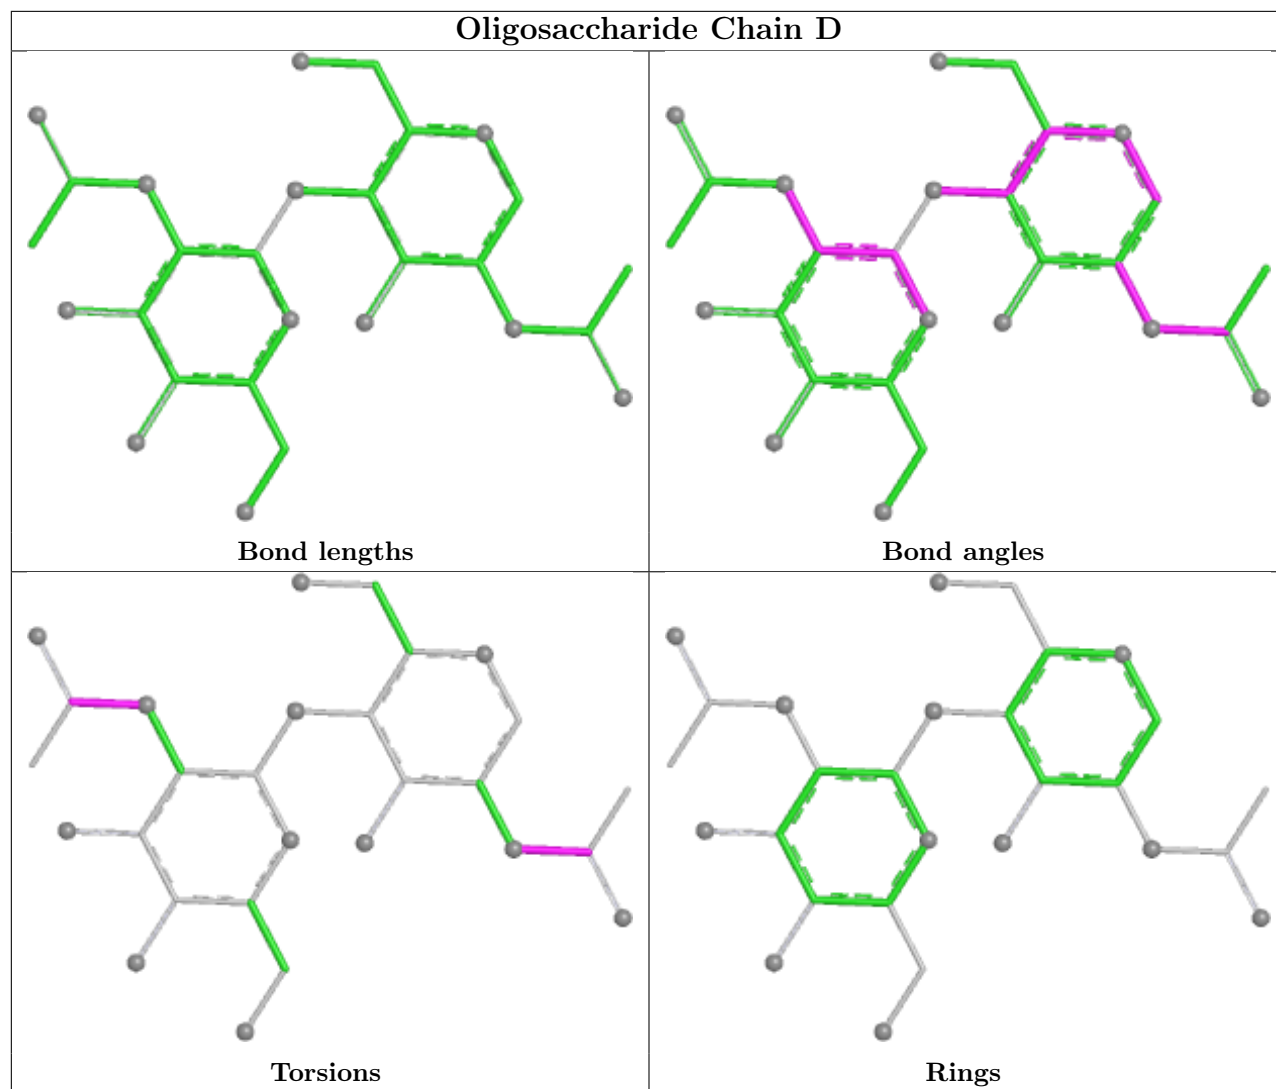 Oligosaccharide Chain D
Bond lengths
Bond angles
Torsions
Rings